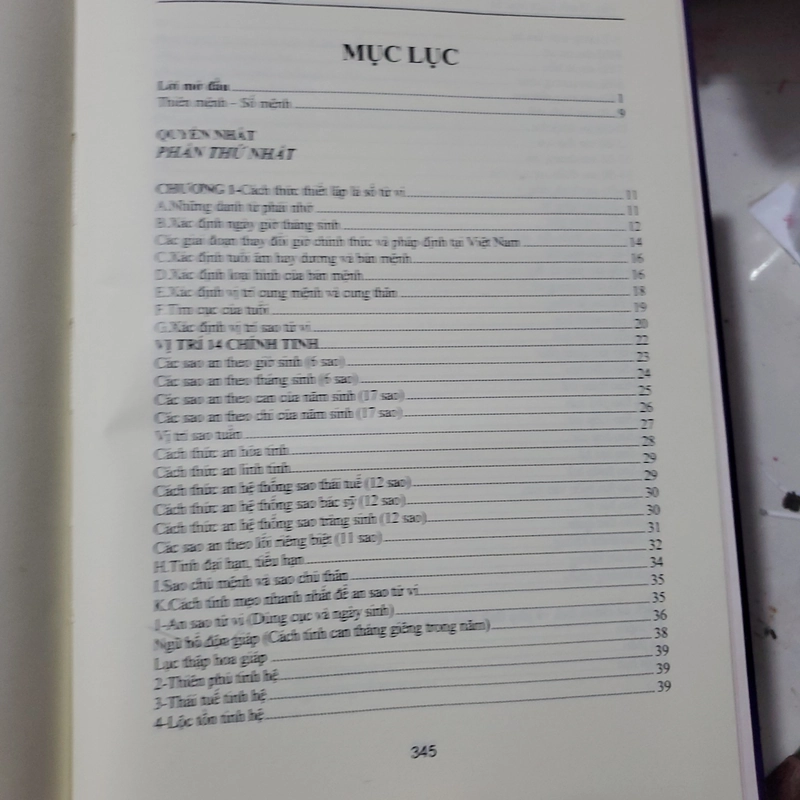 MỤC LỤC
Lời mở đầu 1
Thiên mệnh – Số mệnh 9
QUYỂN NHẤT
PHẦN THỨ NHẤT
CHƯƠNG 1-Cách thức thiết lập lá số tử vi 11
A.Những danh từ phải nhớ 11
B.Xác định ngày giờ tháng sinh 12
Các giai đoạn thay đổi giờ chính thức và pháp định tại Việt Nam 14
C.Xác định tuổi âm hay dương và bản mệnh 16
D.Xác định loại hình của bản mệnh 16
E.Xác định vị trí cung mệnh và cung thân 18
F.Tìm cục của tuổi 19
G.Xác định vị trí sao tử vi 20
VỊ TRÍ 14 CHÍNH TINH 22
Các sao an theo giờ sinh (6 sao) 23
Các sao an theo tháng sinh (6 sao) 24
Các sao an theo can của năm sinh (17 sao) 25
Các sao an theo chi của năm sinh (17 sao) 26
Vị trí sao tuần 27
Cách thức an hỏa tinh 28
Cách thức an linh tinh 29
Cách thức an hệ thống sao thái tuế (12 sao) 29
Cách thức an hệ thống sao bác sỹ (12 sao) 30
Cách thức an hệ thống sao tràng sinh (12 sao) 30
Các sao an theo lối riêng biệt (11 sao) 31
H.Tính đại hạn, tiểu hạn 32
I.Sao chủ mệnh và sao chủ thân 34
K.Cách tính mẹo nhanh nhất để an sao tử vi 35
1-An sao tử vi (Dùng cục và ngày sinh) 35
Ngũ hổ độn giáp (Cách tính can tháng giêng trong năm) 36
Lục thập hoa giáp 38
2-Thiên phủ tinh hệ 39
3-Thái tuế tinh hệ 39
4-Lộc tồn tinh hệ 39
345